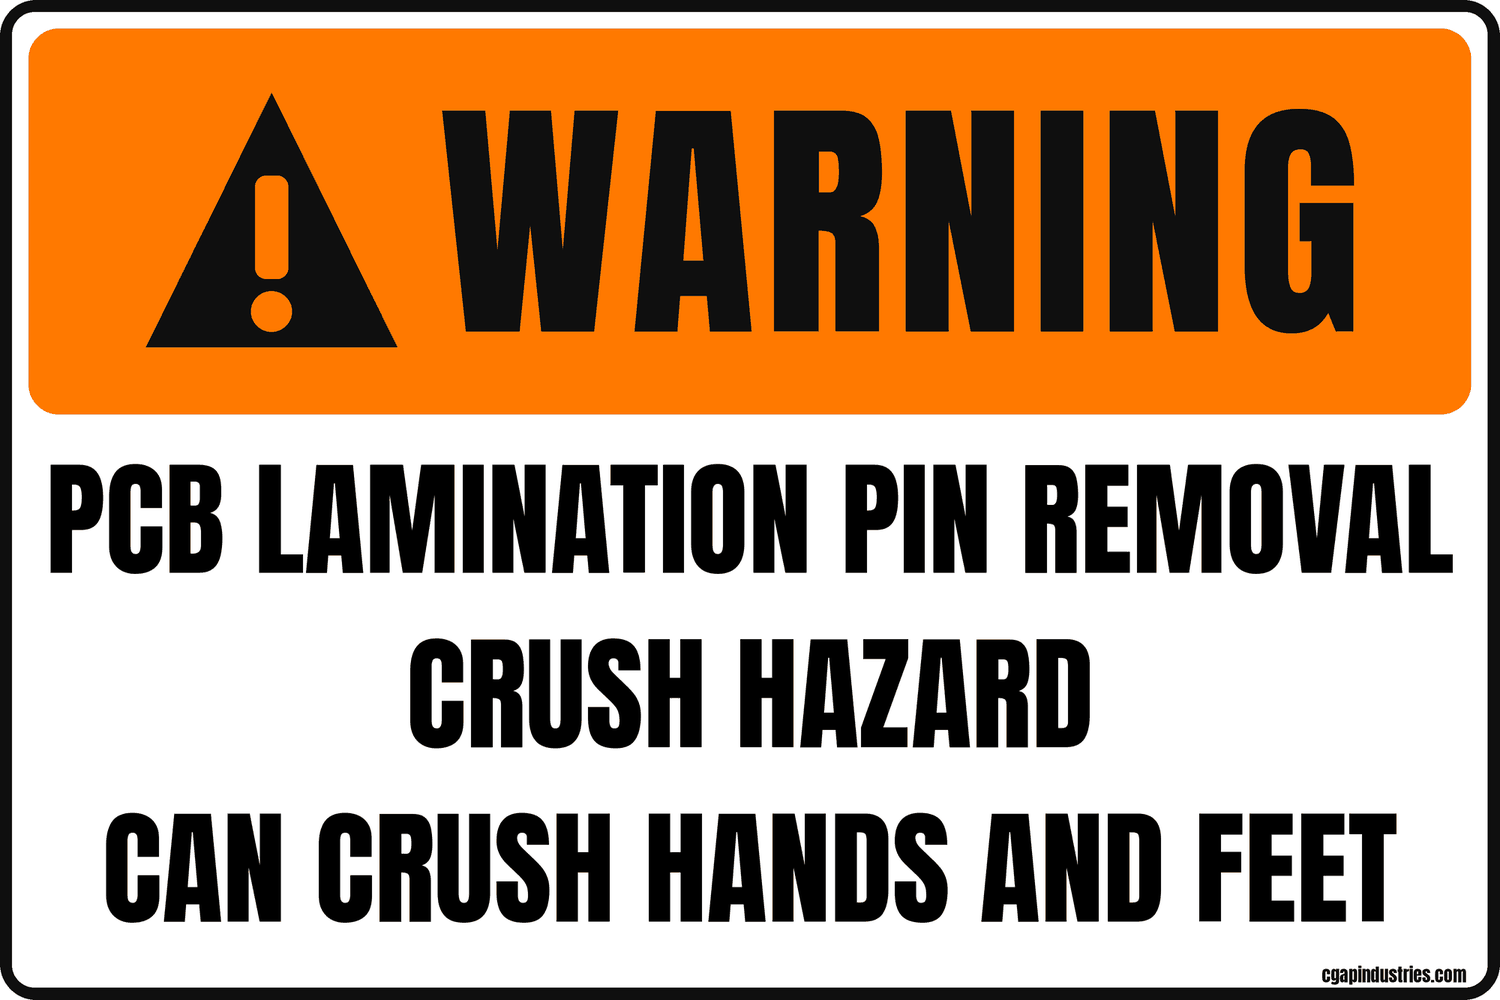 WARNING
PCB LAMINATION PIN REMOVAL
CRUSH HAZARD
CAN CRUSH HANDS AND FEET
cgapindustries.com